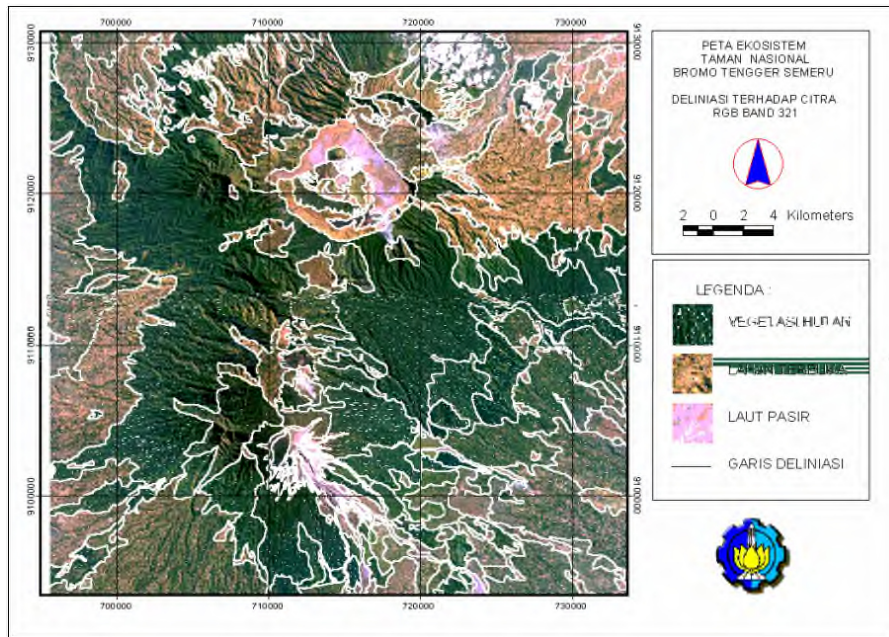 700000 710000 720000 730000
9130000 9130000
9120000 9120000
9110000 9110000
9100000 9100000
700000 710000 720000 730000
PETA EKOSISTEM
TAMAN NASIONAL
BROMO TENGGER SEMERU
DELINIASI TERHADAP CITRA
RGB BAND 321
2 0 2 4 Kilometers
LEGENDA :
VEGETASI HUTAN
LAUT PASIR
GARIS DELINIASI